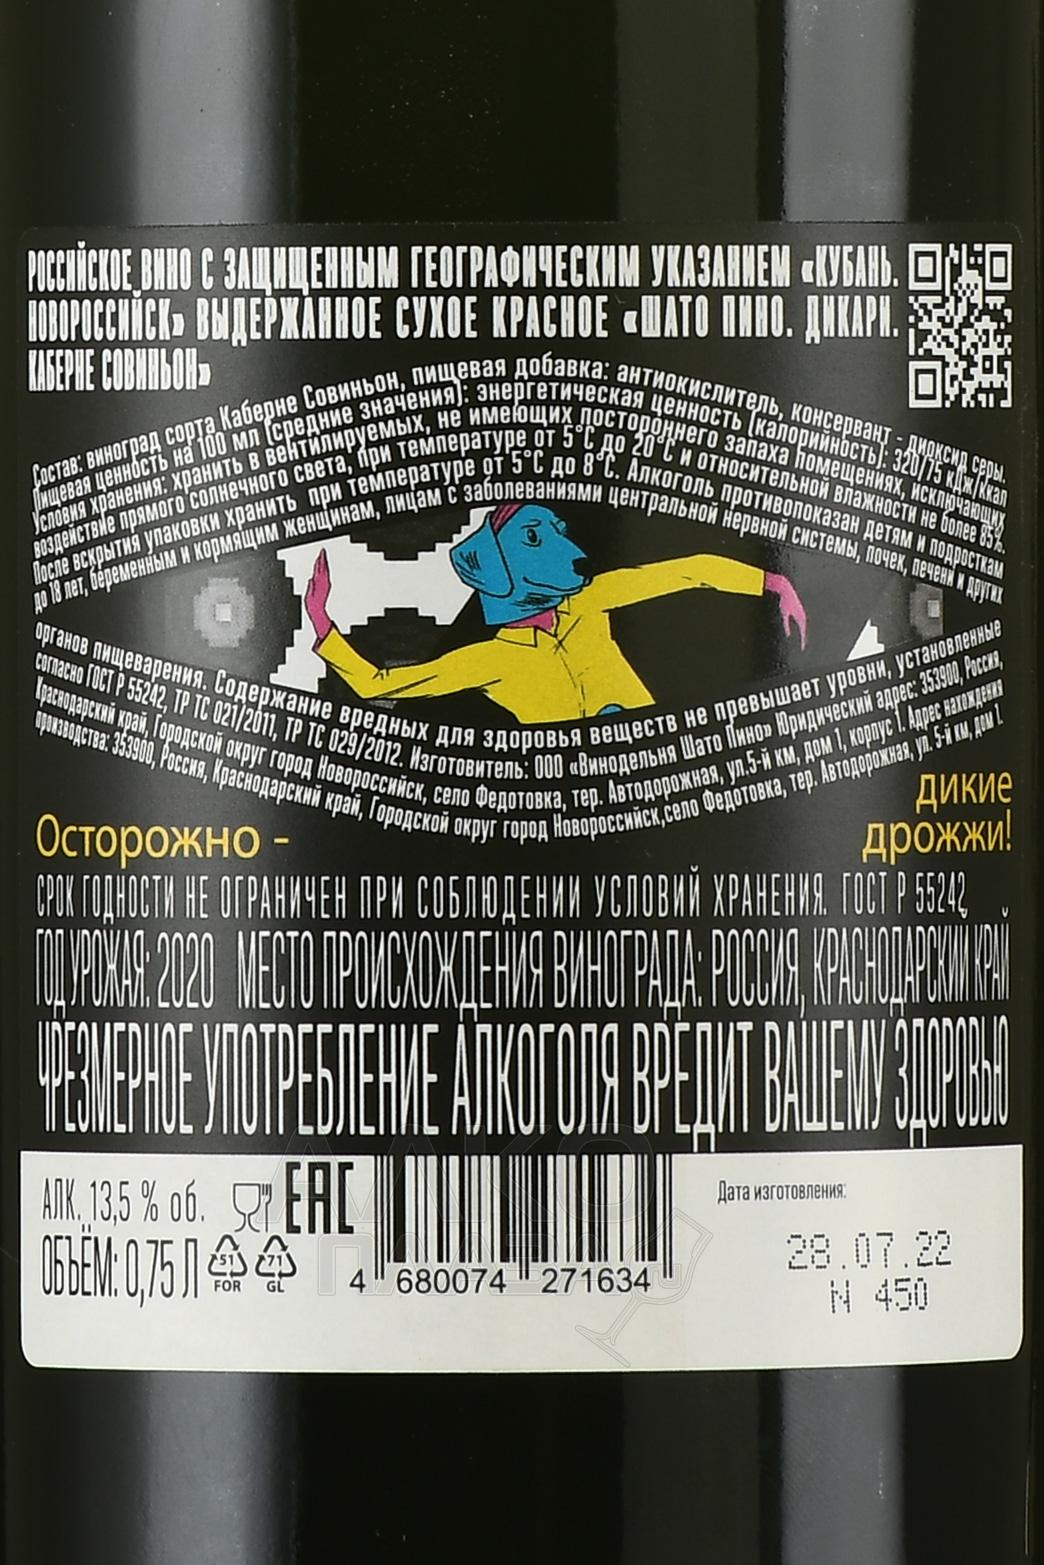 РОССИЙСКОЕ ВИНО С ЗАЩИЩЕННЫМ ГЕОГРАФИЧЕСКИМ УКАЗАНИЕМ «КУБАНЬ.
НОВОРОССИЙСК» ВЫДЕРЖАННОЕ СУХОЕ КРАСНОЕ «ШАТО ПИНО. ДИКАРИ.
КАБЕРНЕ СОВИНЬОН»
Состав: виноград сорта Каберне Совиньон, пищевая добавка: антиокислитель, консервант - диоксид серы.
Пищевая ценность на 100 мл (средние значения): энергетическая ценность (калорийность): 320/75 кДж/ккал
Условия хранения: хранить в вентилируемых, не имеющих постороннего запаха помещениях, исключающих
воздействие прямого солнечного света, при температуре от 5°C до 20°C и относительной влажности не более 85%.
После вскрытия упаковки хранить при температуре от 5°C до 8°C. Алкоголь противопоказан детям и подросткам
до 18 лет, беременным и кормящим женщинам, лицам с заболеваниями центральной нервной системы, почек, печени и других
органов пищеварения. Содержание вредных для здоровья веществ не превышает уровни, установленные
согласно ГОСТ Р 55242, ТР ТС 021/2011, ТР ТС 029/2012. Изготовитель: ООО «Винодельня Шато Пино» Юридический адрес: 353900, Россия,
Краснодарский край, Городской округ город Новороссийск, село Федотовка, тер. Автодорожная, ул.5-й км, дом 1, корпус 1. Адрес нахождения
производства: 353900, Россия, Краснодарский край, Городской округ город Новороссийск,село Федотовка, тер. Автодорожная, ул. 5-й км, дом 1.
Осторожно - дикие
дрожжи!
СРОК ГОДНОСТИ НЕ ОГРАНИЧЕН ПРИ СОБЛЮДЕНИИ УСЛОВИЙ ХРАНЕНИЯ. ГОСТ Р 55242
ГОД УРОЖАЯ: 2020 МЕСТО ПРОИСХОЖДЕНИЯ ВИНОГРАДА: РОССИЯ, КРАСНОДАРСКИЙ КРАЙ
ЧРЕЗМЕРНОЕ УПОТРЕБЛЕНИЕ АЛКОГОЛЯ ВРЕДИТ ВАШЕМУ ЗДОРОВЬЮ
АЛК. 13,5 % об. EAC
ОБЪЁМ: 0,75 Л
51 FOR
71 GL
4 680074 271634
Дата изготовления:
28.07.22
N 450
АЛКО
ПЛАЗА.ru